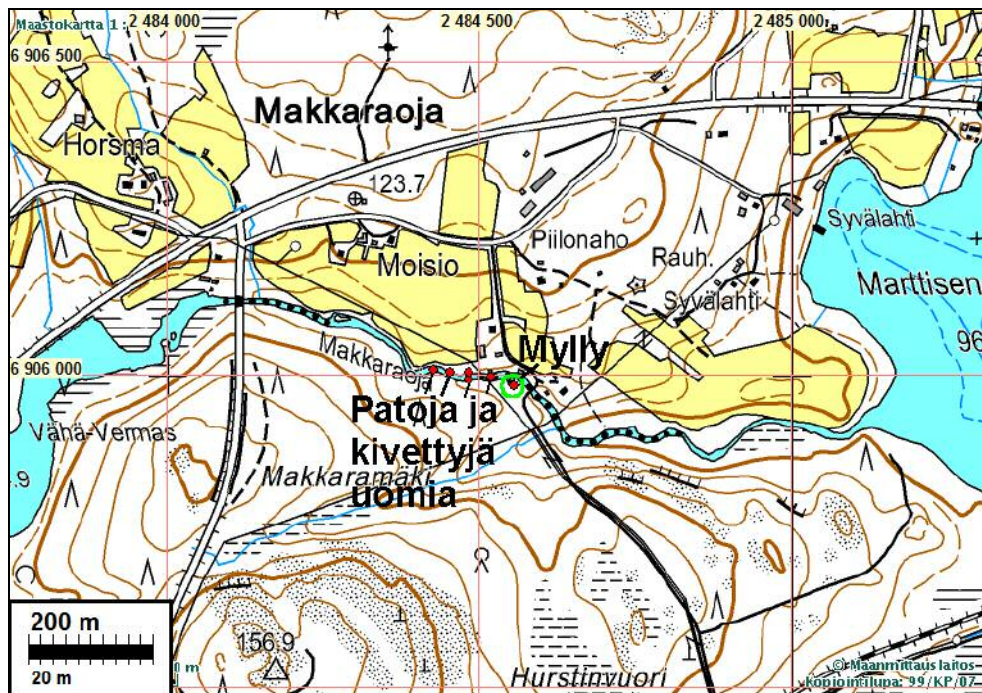 Maastokartta 1 :
2 484 000
2 484 500
2 485 000
6 906 500
Makkaraoja
Horsma
123.7
Piilonaho
Rauh.
Syvälahti
Moisio
Syvälahti
Marttisen
96
Mylly
Makkaraoja
6 906 000
Patoja ja
kivettyjä
uomia
Vähä-Vermas
.9
Makkaramäki
200 m
20 m
156.9
m
Hurstinvuori
© Maanmittauslaitos
Kopiointilupa: 99/KP/07